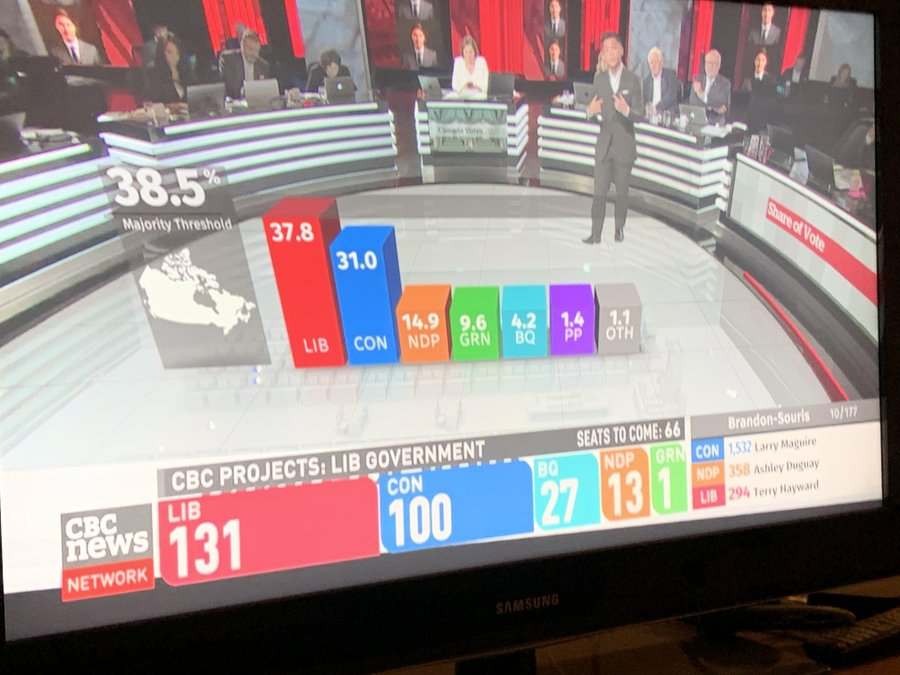 Canada Votes
38.5%
Majority Threshold
Share of Vote
37.8
LIB
31.0
CON
14.9
NDP
9.6
GRN
4.2
BQ
1.4
PP
1.1
OTH
CBC PROJECTS: LIB GOVERNMENT
SEATS TO COME: 66
LIB
131
CON
100
BQ
27
NDP
13
GRN
1
Brandon-Souris 10/177
CON 1,532 Larry Maguire
NDP 358 Ashley Duguay
LIB 294 Terry Hayward
CBC
news
NETWORK
SAMSUNG